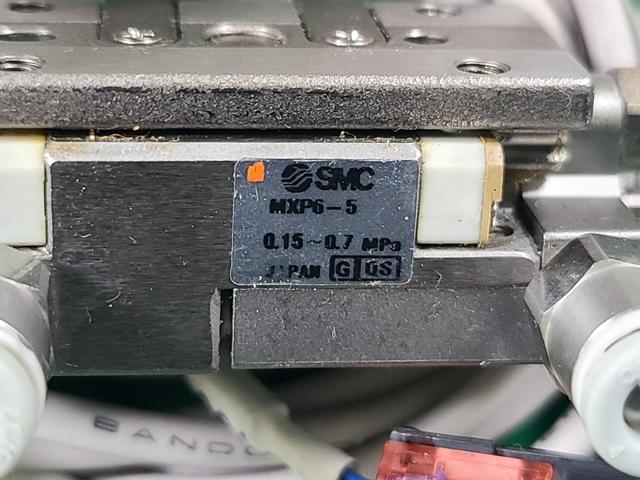 SMC
MXP6-5
0.15~0.7 MPa
JAPAN G QS
BANDO